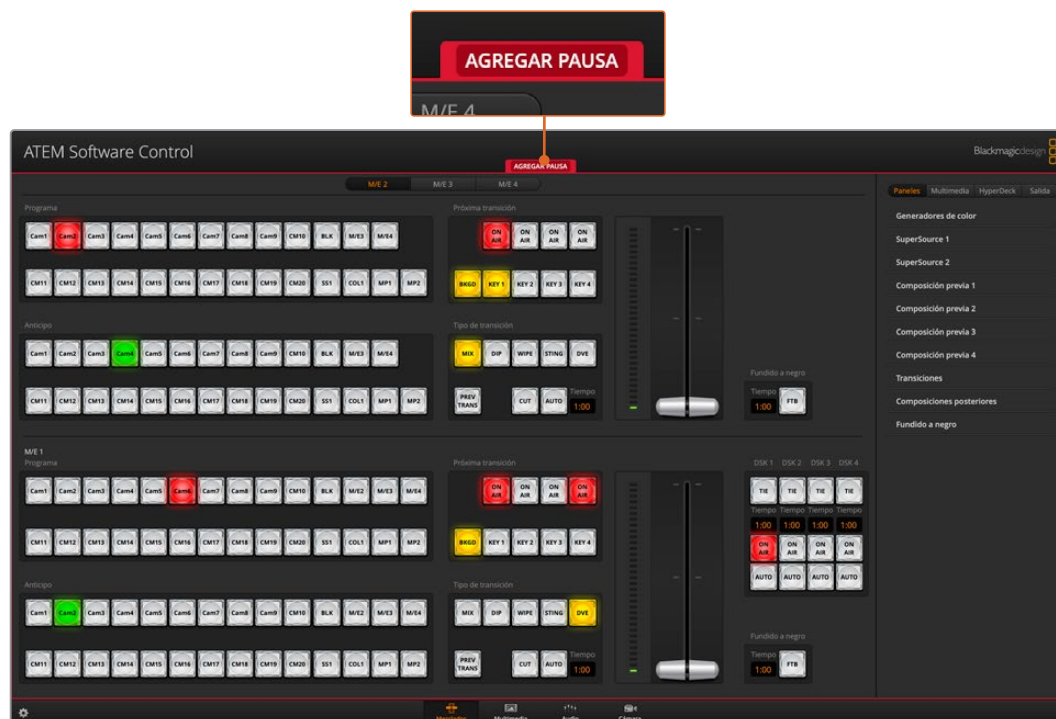 AGREGAR PAUSA
M/E 4
ATEM Software Control
AGREGAR PAUSA
Blackmagicdesign
M/E 2 M/E 3 M/E 4
Paneles Multimedia HyperDeck Salida
Programa
Próxima transición
Cam1 Cam2 Cam3 Cam4 Cam5 Cam6 Cam7 Cam8 Cam9 CM10 BLK M/E3 M/E4
ON AIR ON AIR ON AIR ON AIR
CM11 CM12 CM13 CM14 CM15 CM16 CM17 CM18 CM19 CM20 SS1 COL1 MP1 MP2
BKGD KEY 1 KEY 2 KEY 3 KEY 4
Anticipo
Tipo de transición
Cam1 Cam2 Cam3 Cam4 Cam5 Cam6 Cam7 Cam8 Cam9 CM10 BLK M/E3 M/E4
MIX DIP WIPE STING DVE
CM11 CM12 CM13 CM14 CM15 CM16 CM17 CM18 CM19 CM20 SS1 COL1 MP1 MP2
PREV TRANS CUT AUTO
Tiempo
1:00
Fundido a negro
Tiempo
1:00 FTB
Generadores de color
SuperSource 1
SuperSource 2
Composición previa 1
Composición previa 2
Composición previa 3
Composición previa 4
Transiciones
Composiciones posteriores
Fundido a negro
M/E 1
Programa
Próxima transición
Cam1 Cam2 Cam3 Cam4 Cam5 Cam6 Cam7 Cam8 Cam9 CM10 BLK M/E2 M/E3 M/E4
ON AIR ON AIR ON AIR ON AIR
CM11 CM12 CM13 CM14 CM15 CM16 CM17 CM18 CM19 CM20 SS1 COL1 MP1 MP2
BKGD KEY 1 KEY 2 KEY 3 KEY 4
Anticipo
Tipo de transición
Cam1 Cam2 Cam3 Cam4 Cam5 Cam6 Cam7 Cam8 Cam9 CM10 BLK M/E2 M/E3 M/E4
MIX DIP WIPE STING DVE
CM11 CM12 CM13 CM14 CM15 CM16 CM17 CM18 CM19 CM20 SS1 COL1 MP1 MP2
PREV TRANS CUT AUTO
Tiempo
1:00
DSK 1 DSK 2 DSK 3 DSK 4
TIE TIE TIE TIE
Tiempo Tiempo Tiempo Tiempo
1:00 1:00 1:00 1:00
ON AIR ON AIR ON AIR ON AIR
AUTO AUTO AUTO AUTO
Fundido a negro
Tiempo
1:00 FTB
Mezclador Multimedia Audio Cámara